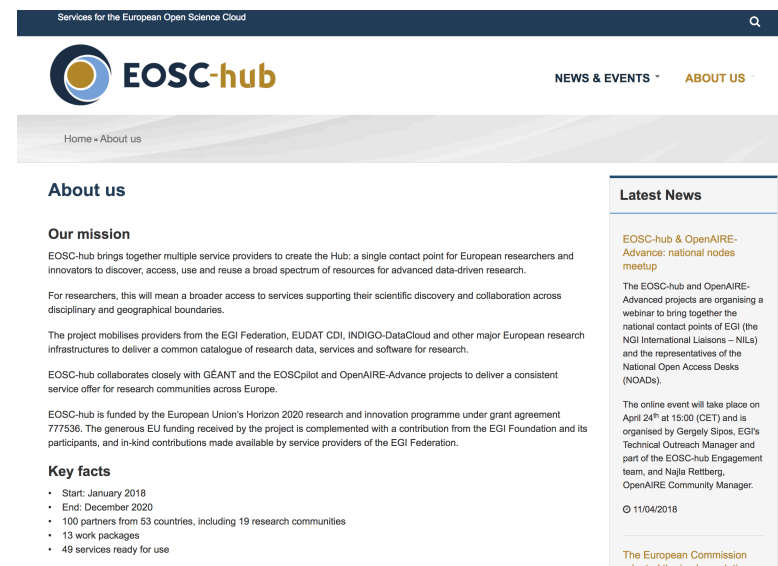 Services for the European Open Science Cloud
EOSC-hub
NEWS & EVENTS
ABOUT US
Home » About us
About us
Our mission
EOSC-hub brings together multiple service providers to create the Hub: a single contact point for European researchers and
innovators to discover, access, use and reuse a broad spectrum of resources for advanced data-driven research.
For researchers, this will mean a broader access to services supporting their scientific discovery and collaboration across
disciplinary and geographical boundaries.
The project mobilises providers from the EGI Federation, EUDAT CDI, INDIGO-DataCloud and other major European research
infrastructures to deliver a common catalogue of research data, services and software for research.
EOSC-hub collaborates closely with GÉANT and the EOSCpilot and OpenAIRE-Advance projects to deliver a consistent
service offer for research communities across Europe.
EOSC-hub is funded by the European Union's Horizon 2020 research and innovation programme under grant agreement
777536. The generous EU funding received by the project is complemented with a contribution from the EGI Foundation and its
participants, and in-kind contributions made available by service providers of the EGI Federation.
Key facts
• Start: January 2018
• End: December 2020
• 100 partners from 53 countries, including 19 research communities
• 13 work packages
• 49 services ready for use
Latest News
EOSC-hub & OpenAIRE-
Advance: national nodes
meetup
The EOSC-hub and OpenAIRE-
Advanced projects are organising a
webinar to bring together the
national contact points of EGI (the
NGI International Liaisons – NILs)
and the representatives of the
National Open Access Desks
(NOADs).
The online event will take place on
April 24th at 15:00 (CET) and is
organised by Gergely Sipos, EGI's
Technical Outreach Manager and
part of the EOSC-hub Engagement
team, and Najla Rettberg,
OpenAIRE Community Manager.
11/04/2018
The European Commission